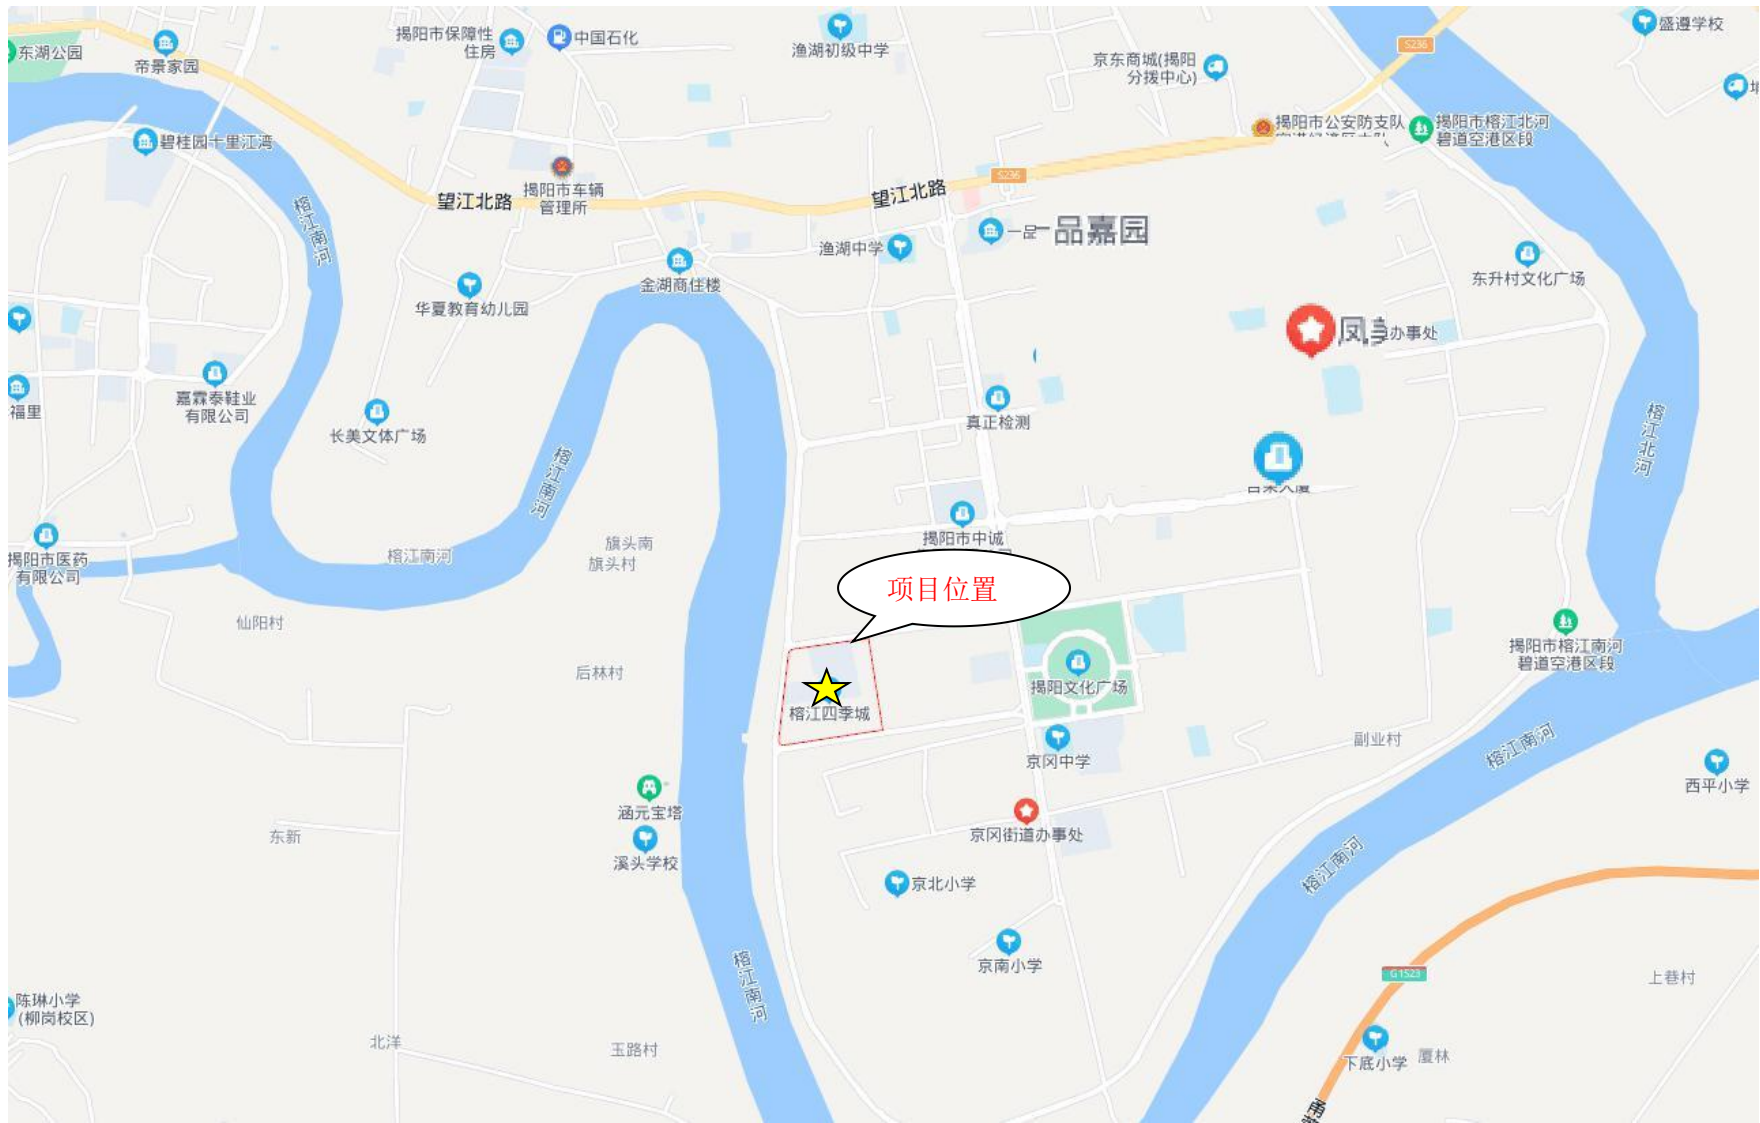 东湖公园
帝景家园
揭阳市保障性
住房
中国石化
渔湖初级中学
京东商城(揭阳
分拨中心)
S236
盛遵学校
碧桂园十里江湾
揭阳市车辆
管理所
望江北路
望江北路
S236
揭阳市公安防支队
揭阳市榕江北河
碧道空港区段
榕江南河
渔湖中学
一品
一品嘉园
金湖商住楼
华夏教育幼儿园
东升村文化广场
凤
办事处
嘉霖泰鞋业
有限公司
福里
长美文体广场
真正检测
榕江北河
榕江南河
揭阳市中诚
揭阳市医药
有限公司
榕江南河
旗头南
旗头村
项目位置
仙阳村
后林村
榕江四季城
揭阳文化广场
揭阳市榕江南河
碧道空港区段
京冈中学
副业村
榕江南河
西平小学
涵元宝塔
溪头学校
东新
京冈街道办事处
榕江南河
京北小学
京南小学
榕江南河
G1523
上巷村
陈琳小学
(柳岗校区)
北洋
玉路村
下底小学
厦林
甬